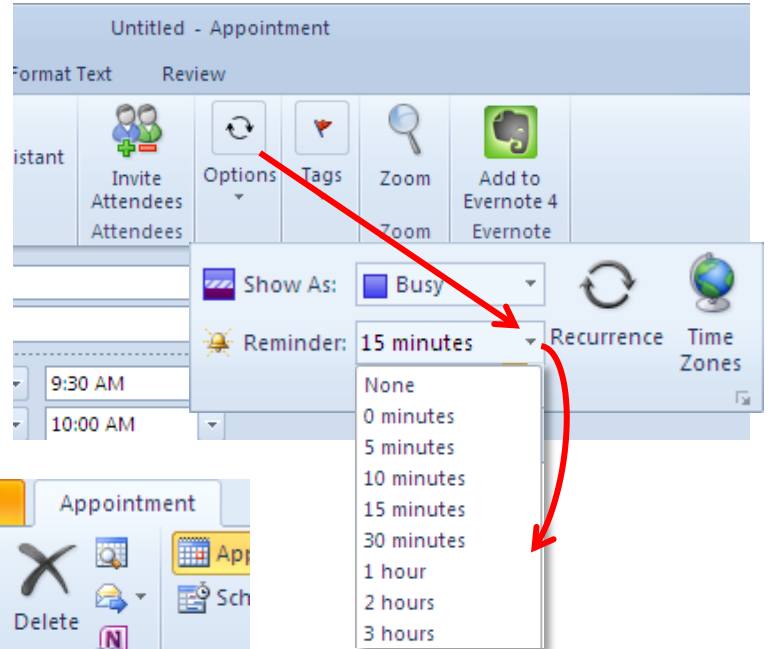 Untitled - Appointment
Format Text Review
istant
Invite Attendees
Options
Tags
Zoom
Add to Evernote 4
Attendees
Zoom
Evernote
Show As: Busy
Reminder: 15 minutes
Recurrence
Time Zones
9:30 AM
10:00 AM
None
0 minutes
5 minutes
10 minutes
15 minutes
30 minutes
1 hour
2 hours
3 hours
Appointment
App
Delete
Sch
N